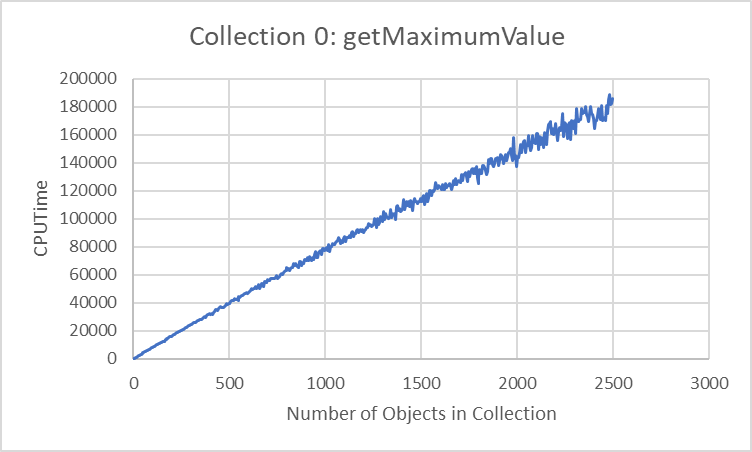 Collection 0: getMaximumValue
CPUTime
200000
180000
160000
140000
120000
100000
80000
60000
40000
20000
0
0 500 1000 1500 2000 2500 3000
Number of Objects in Collection